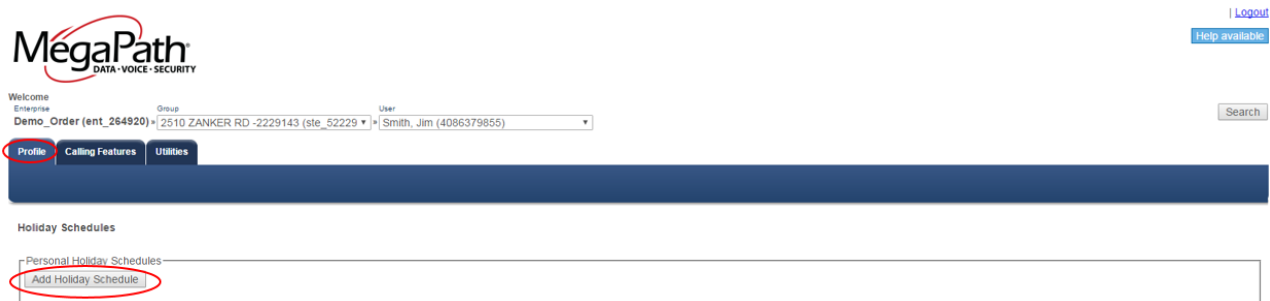 | Logout
MegaPath
DATA·VOICE·SECURITY
Help available
Welcome
Enterprise Group User
Demo_Order (ent_264920) » 2510 ZANKER RD -2229143 (ste_52229 » Smith, Jim (4086379855)
Search
Profile Calling Features Utilities
Holiday Schedules
Personal Holiday Schedules
Add Holiday Schedule